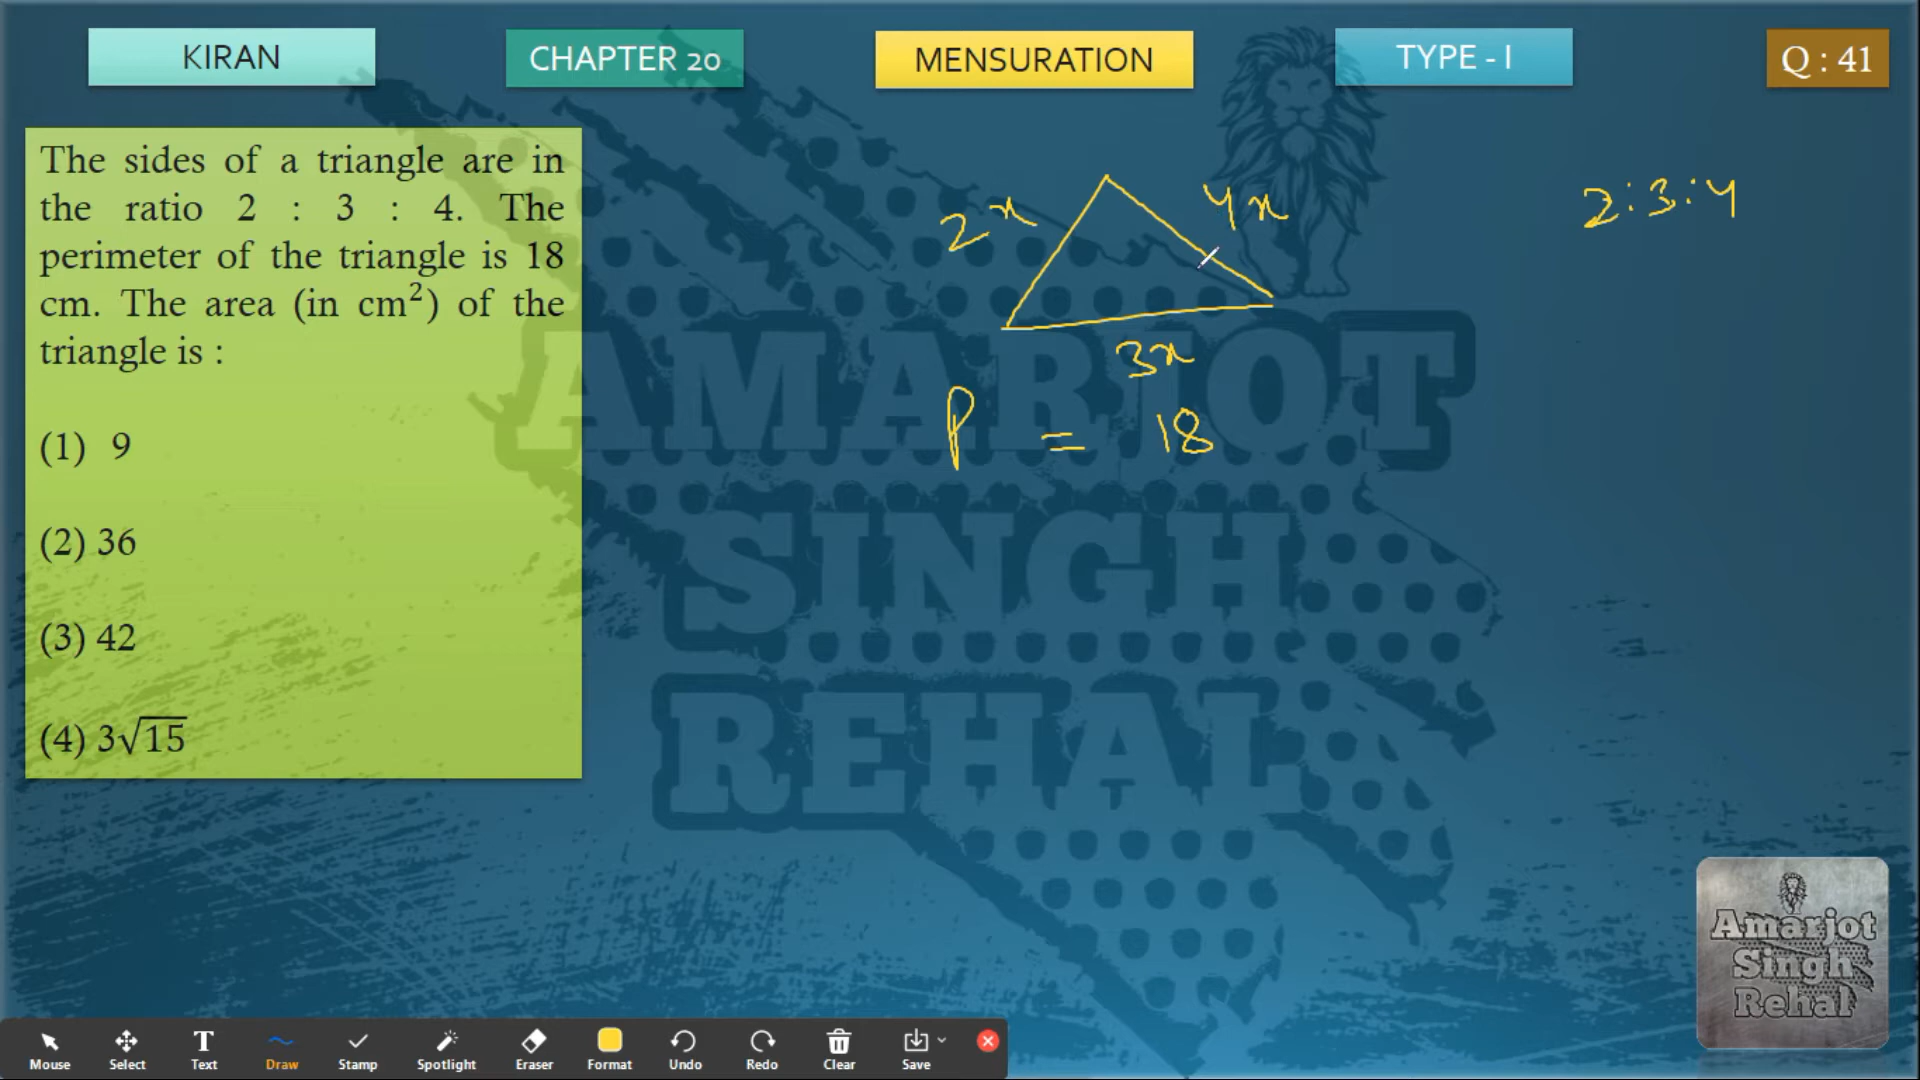 KIRAN
CHAPTER 20
MENSURATION
TYPE - I
Q : 41
The sides of a triangle are in
the ratio 2 : 3 : 4. The
perimeter of the triangle is 18
cm. The area (in cm²) of the
triangle is :
(1) 9
(2) 36
(3) 42
(4) 3√15
2x
4x
3x
2:3:4
P = 18
AMARJOT
SINGH
REHAL
Amarjot
Singh
Rehal
Mouse
Select
Text
Draw
Stamp
Spotlight
Eraser
Format
Undo
Redo
Clear
Save